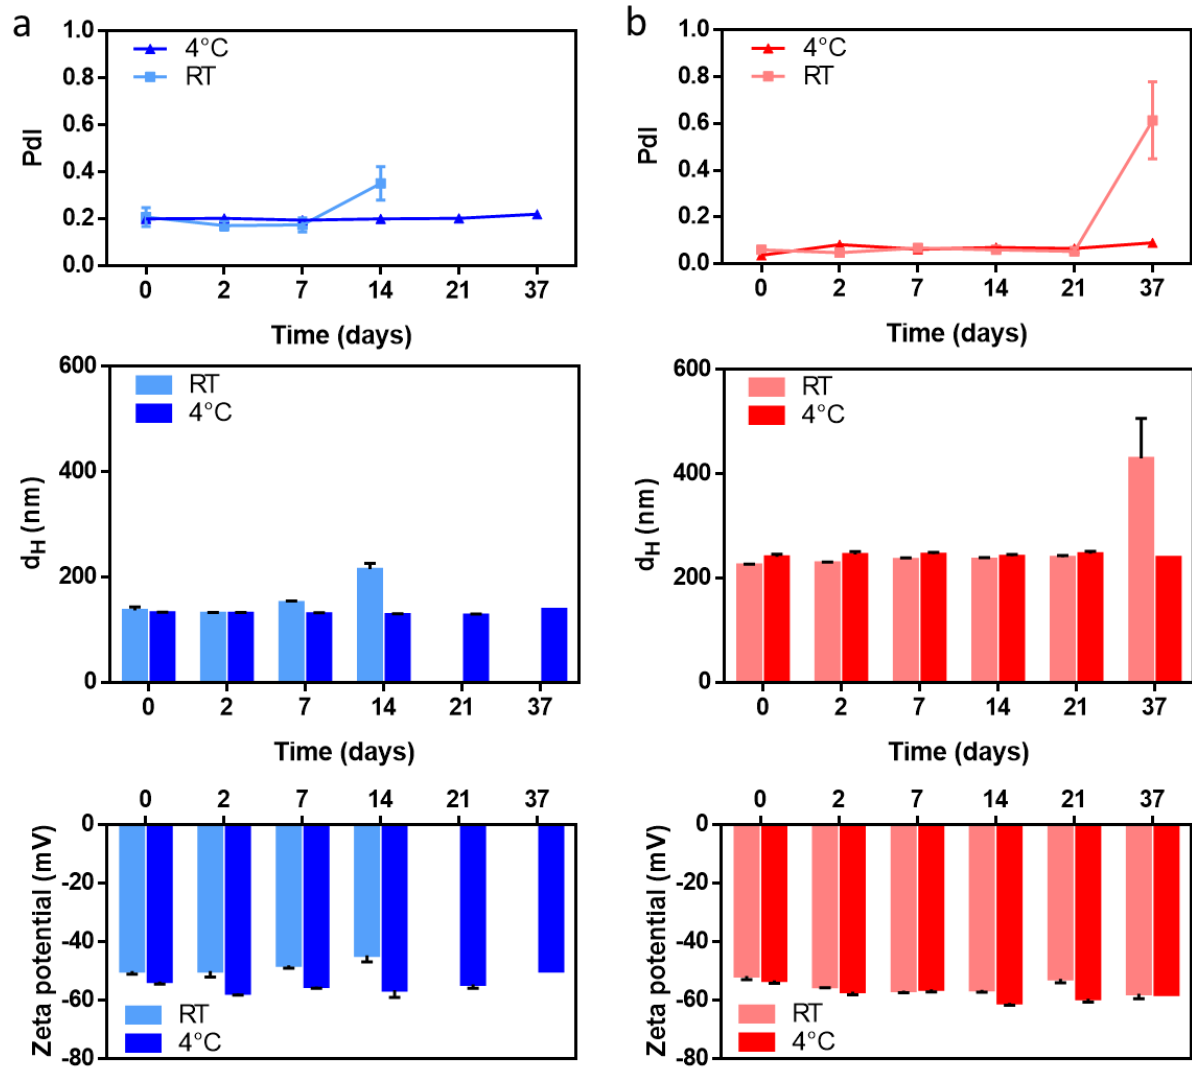 a
1.0
0.8
0.6
0.4
0.2
0.0
PdI
4°C
RT
0 2 7 14 21 37
Time (days)
600
400
200
0
dH (nm)
RT
4°C
0 2 7 14 21 37
Time (days)
0 2 7 14 21 37
0
-20
-40
-60
-80
Zeta potential (mV)
RT
4°C
b
1.0
0.8
0.6
0.4
0.2
0.0
PdI
4°C
RT
0 2 7 14 21 37
Time (days)
600
400
200
0
dH (nm)
RT
4°C
0 2 7 14 21 37
Time (days)
0 2 7 14 21 37
0
-20
-40
-60
-80
Zeta potential (mV)
RT
4°C